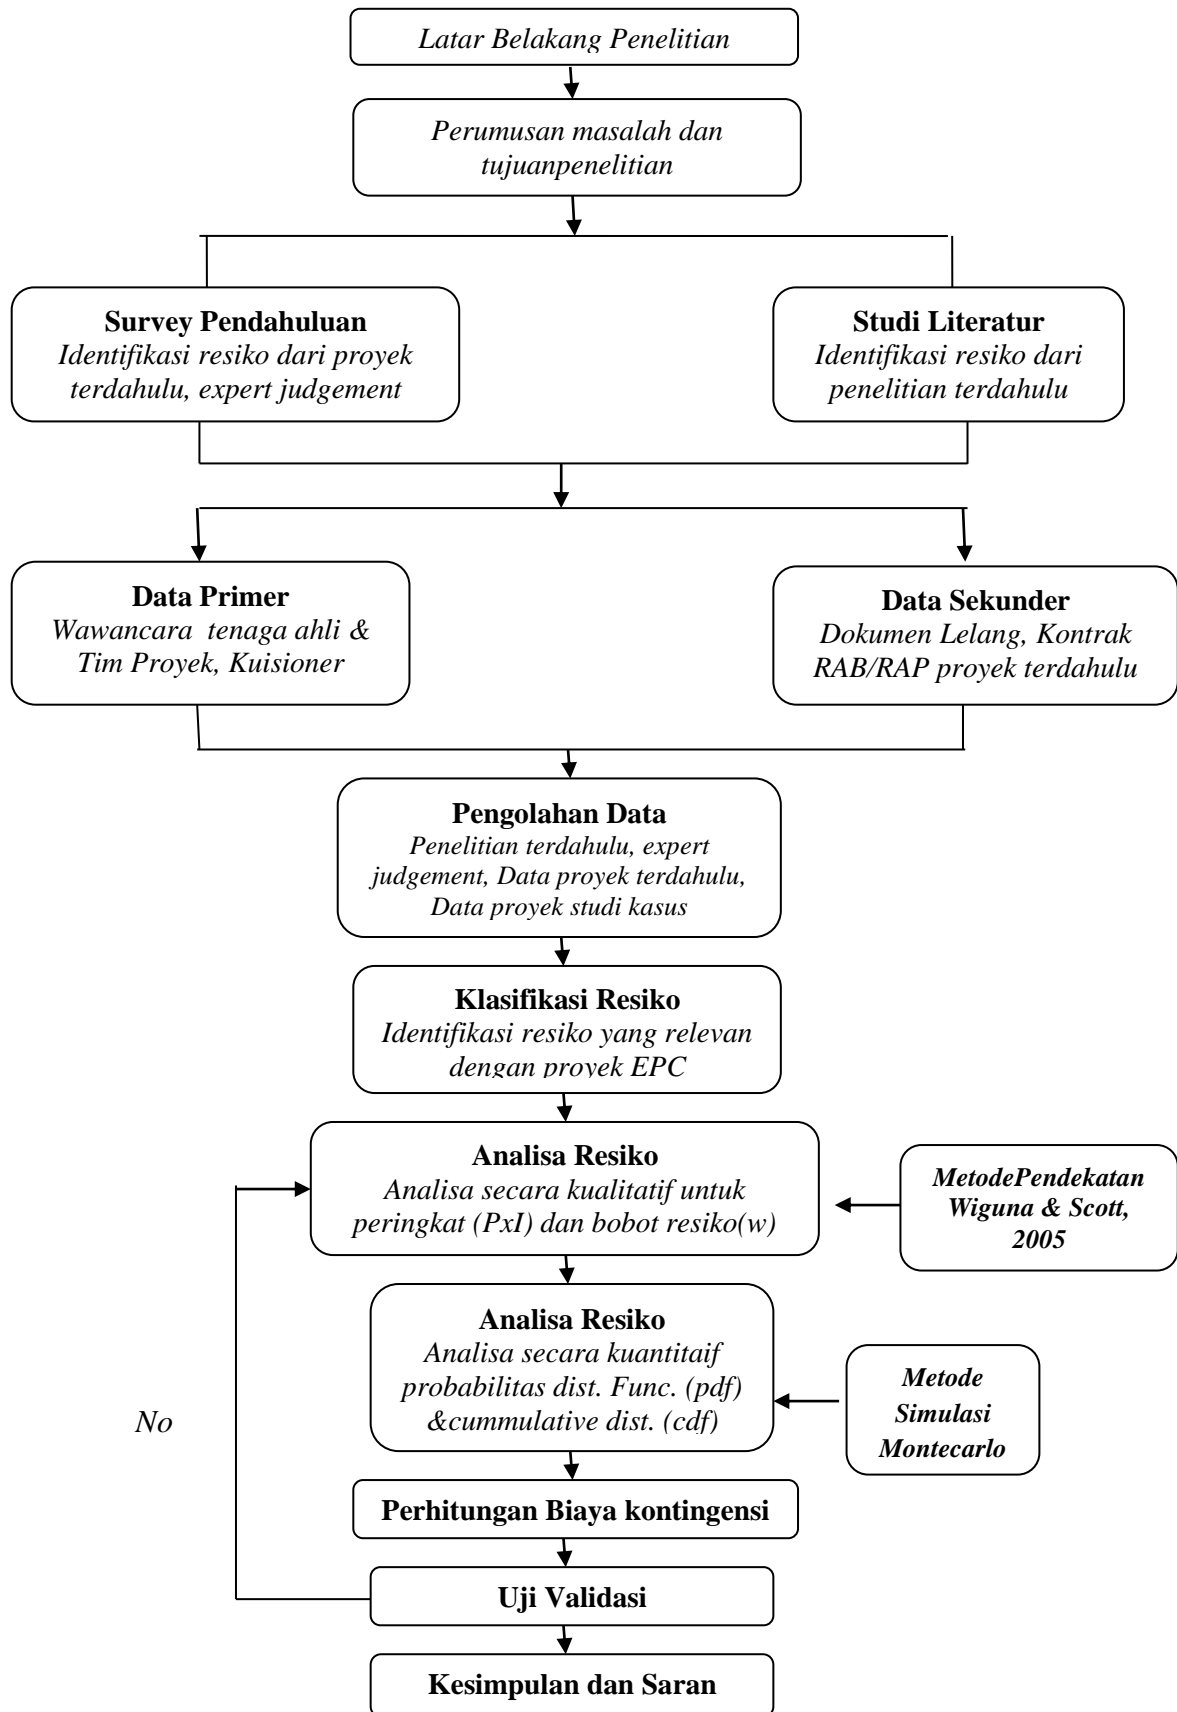 Latar Belakang Penelitian
Perumusan masalah dan
tujuanpenelitian
Survey Pendahuluan
Identifikasi resiko dari proyek
terdahulu, expert judgement
Studi Literatur
Identifikasi resiko dari
penelitian terdahulu
Data Primer
Wawancara tenaga ahli &
Tim Proyek, Kuisioner
Data Sekunder
Dokumen Lelang, Kontrak
RAB/RAP proyek terdahulu
Pengolahan Data
Penelitian terdahulu, expert
judgement, Data proyek terdahulu,
Data proyek studi kasus
Klasifikasi Resiko
Identifikasi resiko yang relevan
dengan proyek EPC
Analisa Resiko
Analisa secara kualitatif untuk
peringkat (PxI) dan bobot resiko(w)
MetodePendekatan
Wiguna & Scott,
2005
Analisa Resiko
Analisa secara kuantitaif
probabilitas dist. Func. (pdf)
&cummulative dist. (cdf)
Metode
Simulasi
Montecarlo
No
Perhitungan Biaya kontingensi
Uji Validasi
Kesimpulan dan Saran